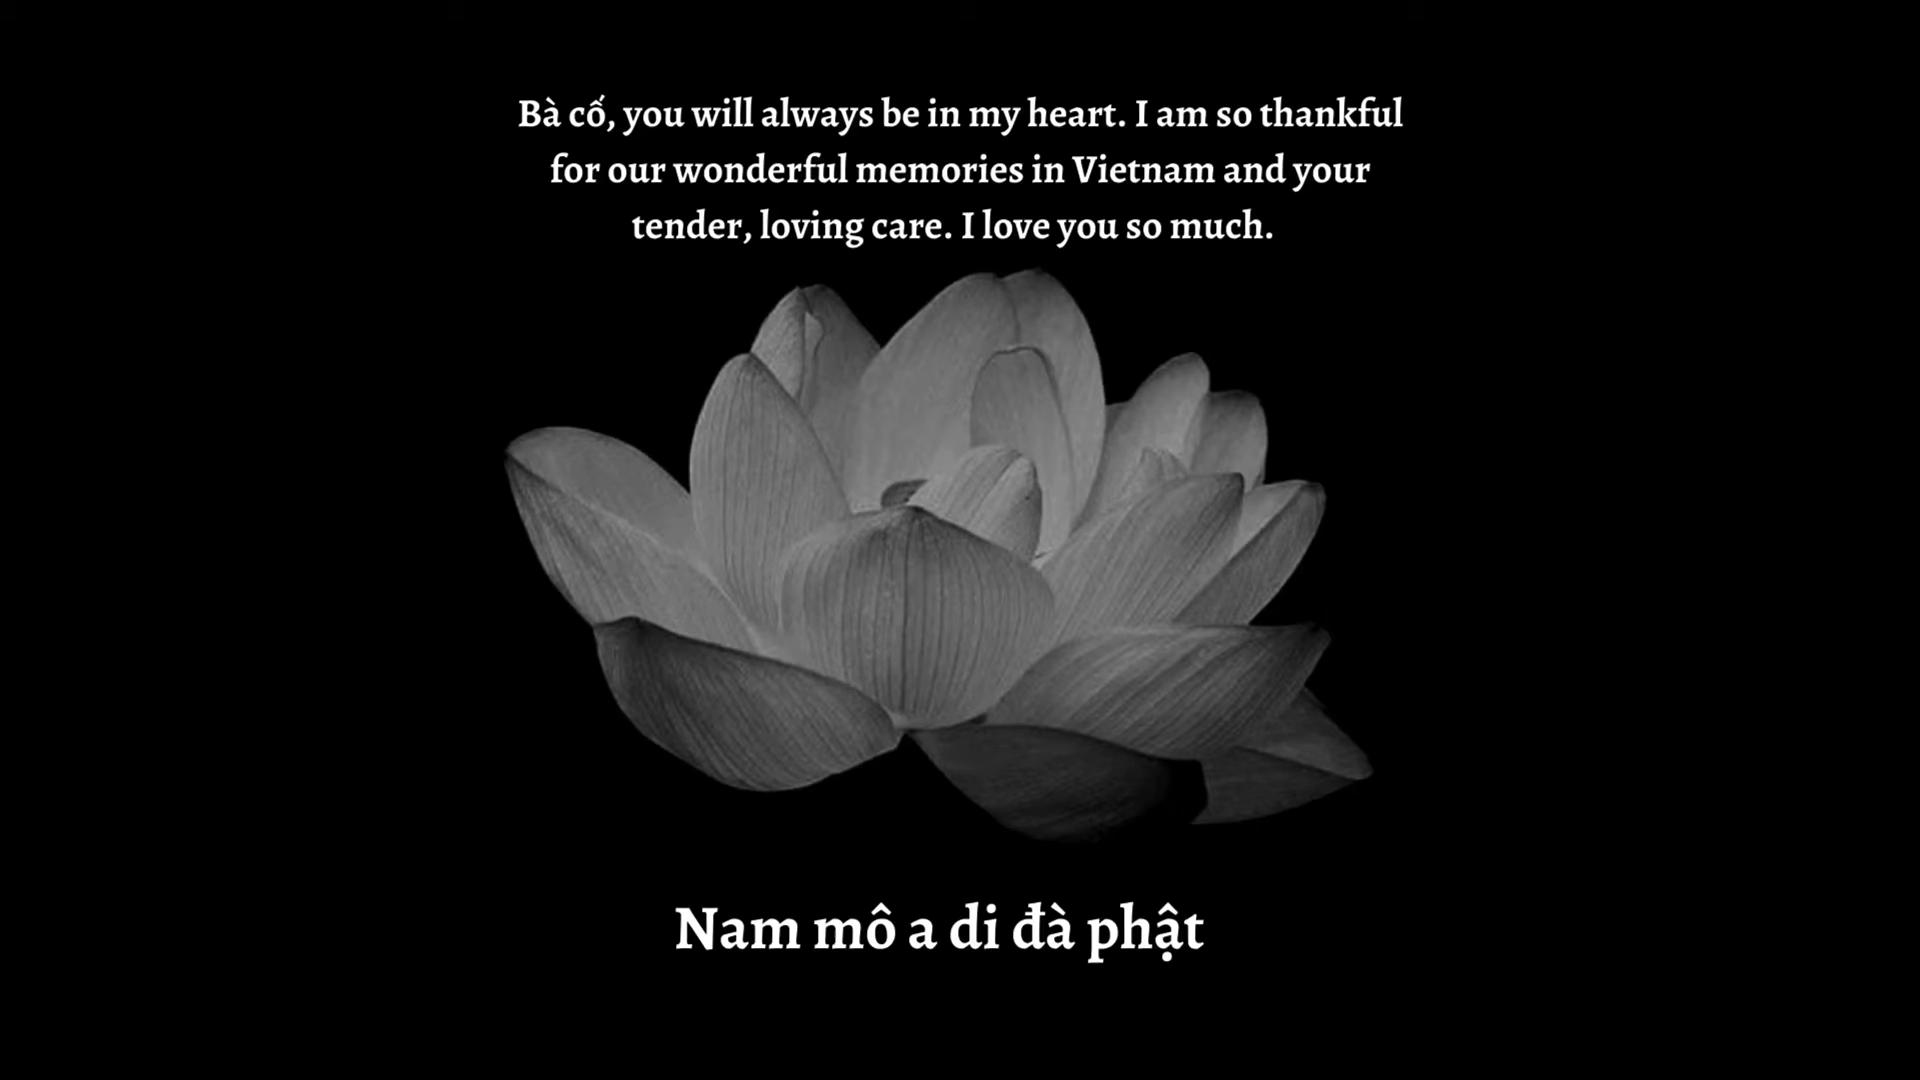 Bà cố, you will always be in my heart. I am so thankful
for our wonderful memories in Vietnam and your
tender, loving care. I love you so much.
Nam mô a di đà phật